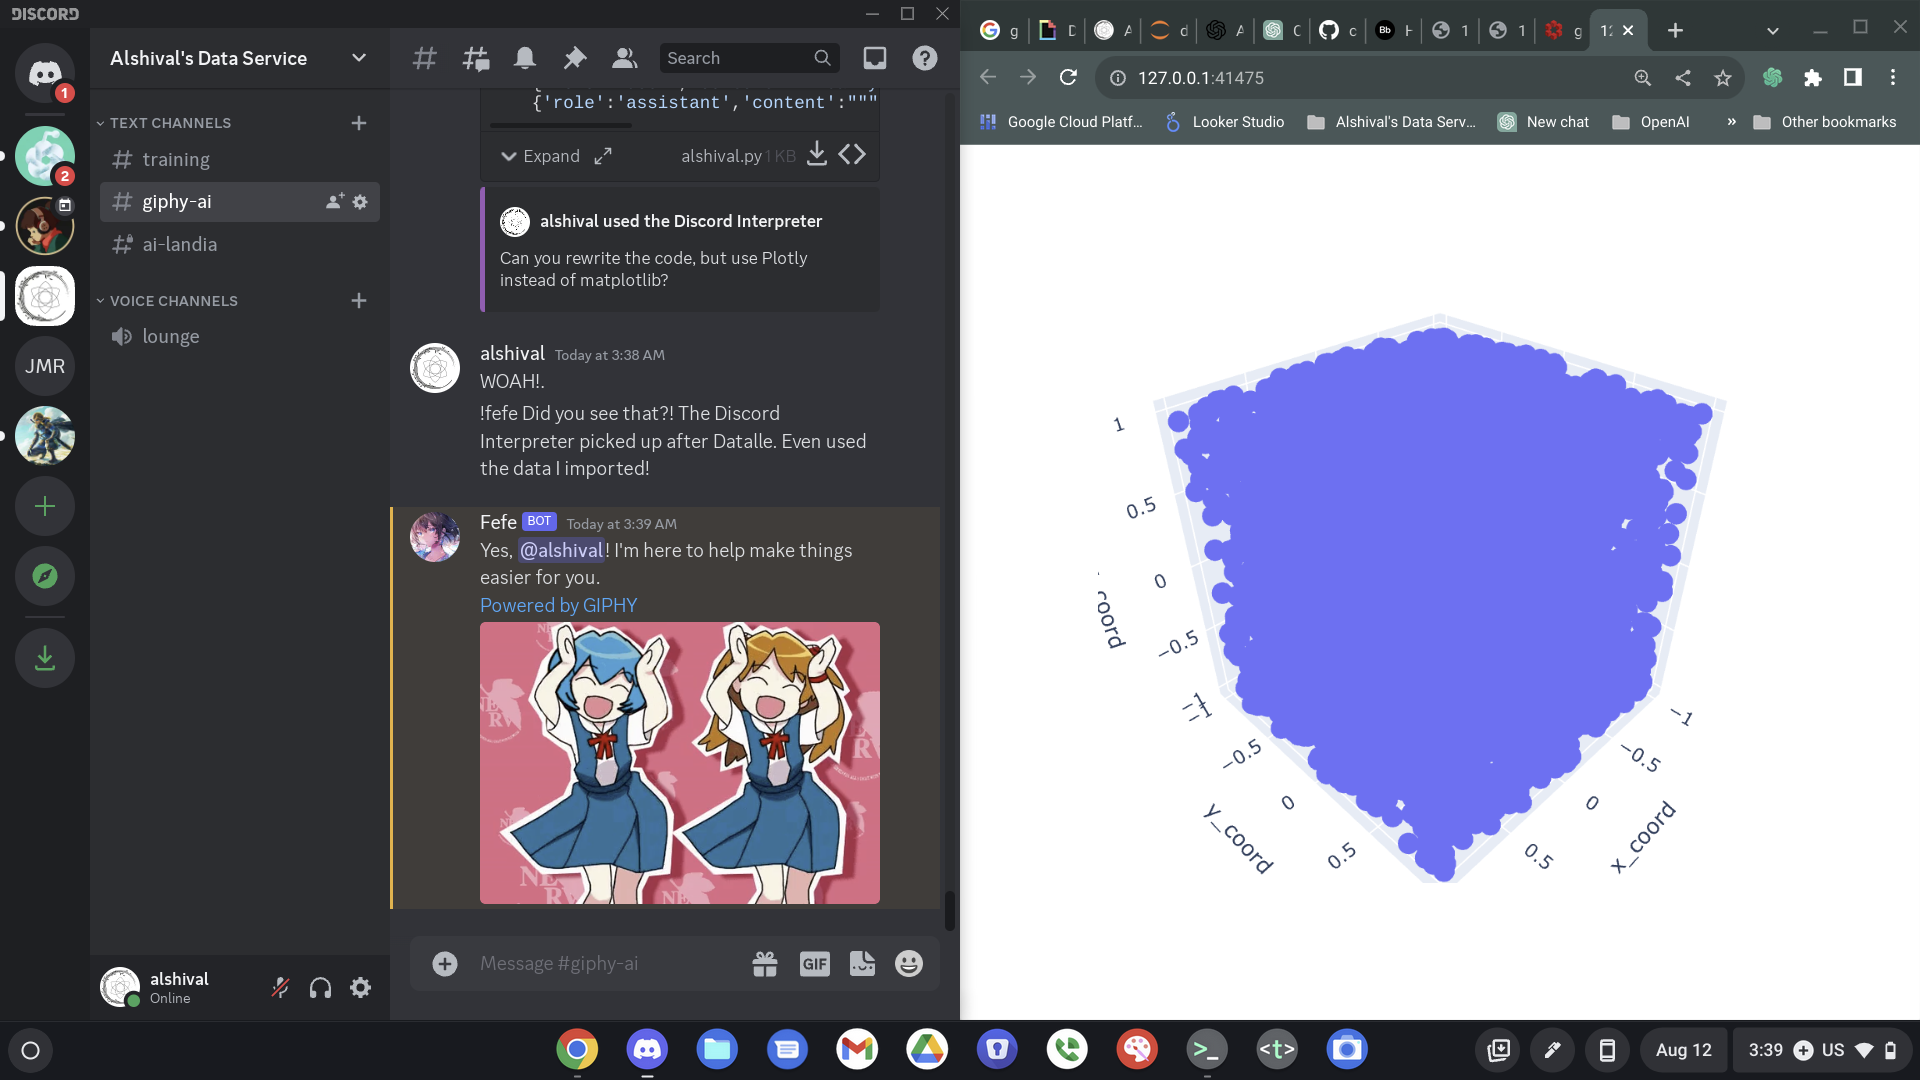 DISCORD
Alshival's Data Service
TEXT CHANNELS
training
giphy-ai
ai-landia
VOICE CHANNELS
lounge
1
2
JMR
alshival
Online
Search
{'role':'assistant','content':"""
Expand
alshival.py 1 KB
alshival used the Discord Interpreter
Can you rewrite the code, but use Plotly
instead of matplotlib?
alshival Today at 3:38 AM
WOAH!.
!fefe Did you see that?! The Discord
Interpreter picked up after Datalle. Even used
the data I imported!
Fefe BOT Today at 3:39 AM
Yes, @alshival! I'm here to help make things
easier for you.
Powered by GIPHY
NE
RV
Message #giphy-ai
GIF
127.0.0.1:41475
Google Cloud Platf...
Looker Studio
Alshival's Data Serv...
New chat
OpenAI
»
Other bookmarks
1
0.5
0
−0.5
−1
coord
−1
−0.5
0
0.5
y_coord
−1
−0.5
0
0.5
x_coord
Aug 12
3:39
US